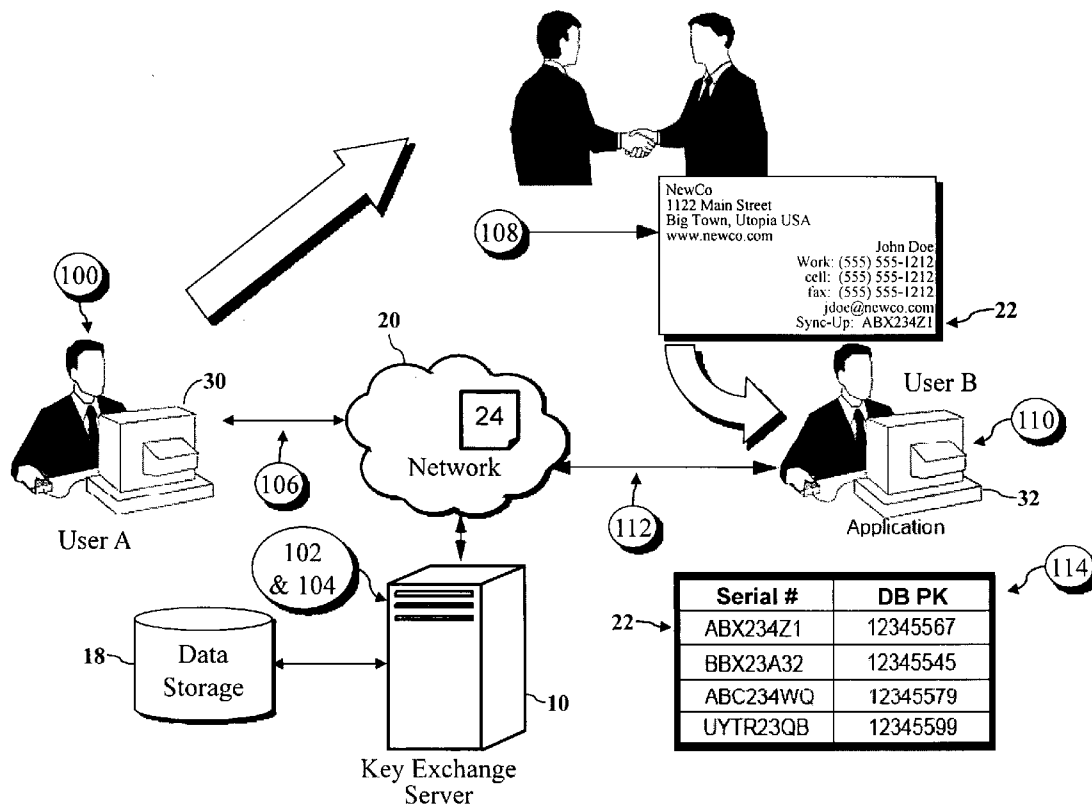 NewCo
1122 Main Street
Big Town, Utopia USA
www.newco.com
John Doe
Work: (555) 555-1212
cell: (555) 555-1212
fax: (555) 555-1212
jdoe@newco.com
Sync-Up: ABX234Z1
108
22
100
20
30
User B
24
Network
110
106
112
32
User A
Application
102
& 104
114
Serial # DB PK
22
ABX234Z1 12345567
BBX23A32 12345545
ABC234WQ 12345579
UYTR23QB 12345599
18
Data
Storage
10
Key Exchange
Server